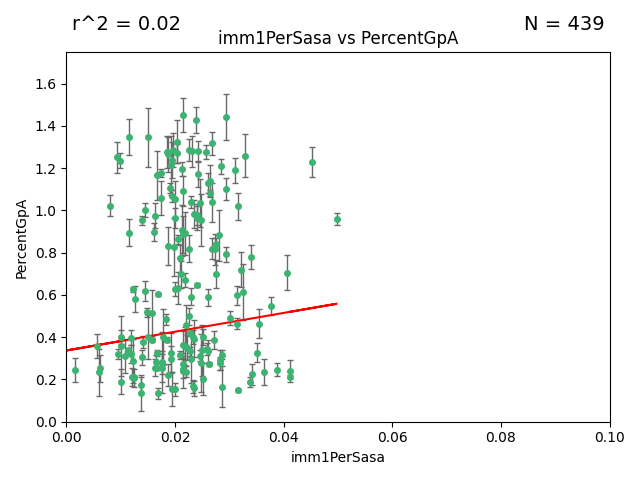 r^2 = 0.02
N = 439
imm1PerSasa vs PercentGpA
PercentGpA
1.6
1.4
1.2
1.0
0.8
0.6
0.4
0.2
0.0
0.00 0.02 0.04 0.06 0.08 0.10
imm1PerSasa